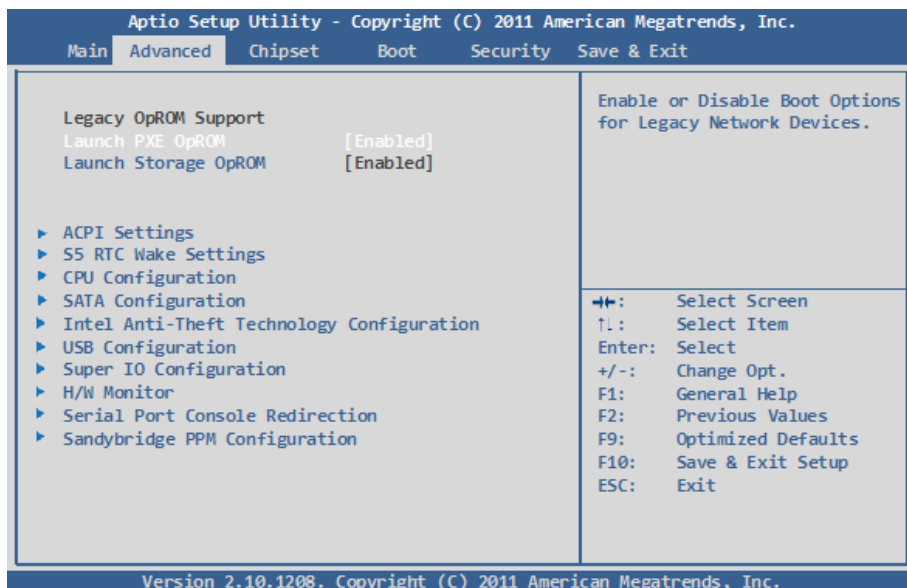 Aptio Setup Utility - Copyright (C) 2011 American Megatrends, Inc.
Main Advanced Chipset Boot Security Save & Exit
Legacy OpROM Support
Launch PXE OpROM [Enabled]
Launch Storage OpROM [Enabled]
ACPI Settings
S5 RTC Wake Settings
CPU Configuration
SATA Configuration
Intel Anti-Theft Technology Configuration
USB Configuration
Super IO Configuration
H/W Monitor
Serial Port Console Redirection
Sandybridge PPM Configuration
Enable or Disable Boot Options
for Legacy Network Devices.
→←: Select Screen
↑↓: Select Item
Enter: Select
+/-: Change Opt.
F1: General Help
F2: Previous Values
F9: Optimized Defaults
F10: Save & Exit Setup
ESC: Exit
Version 2.10.1208. Copyright (C) 2011 American Megatrends, Inc.